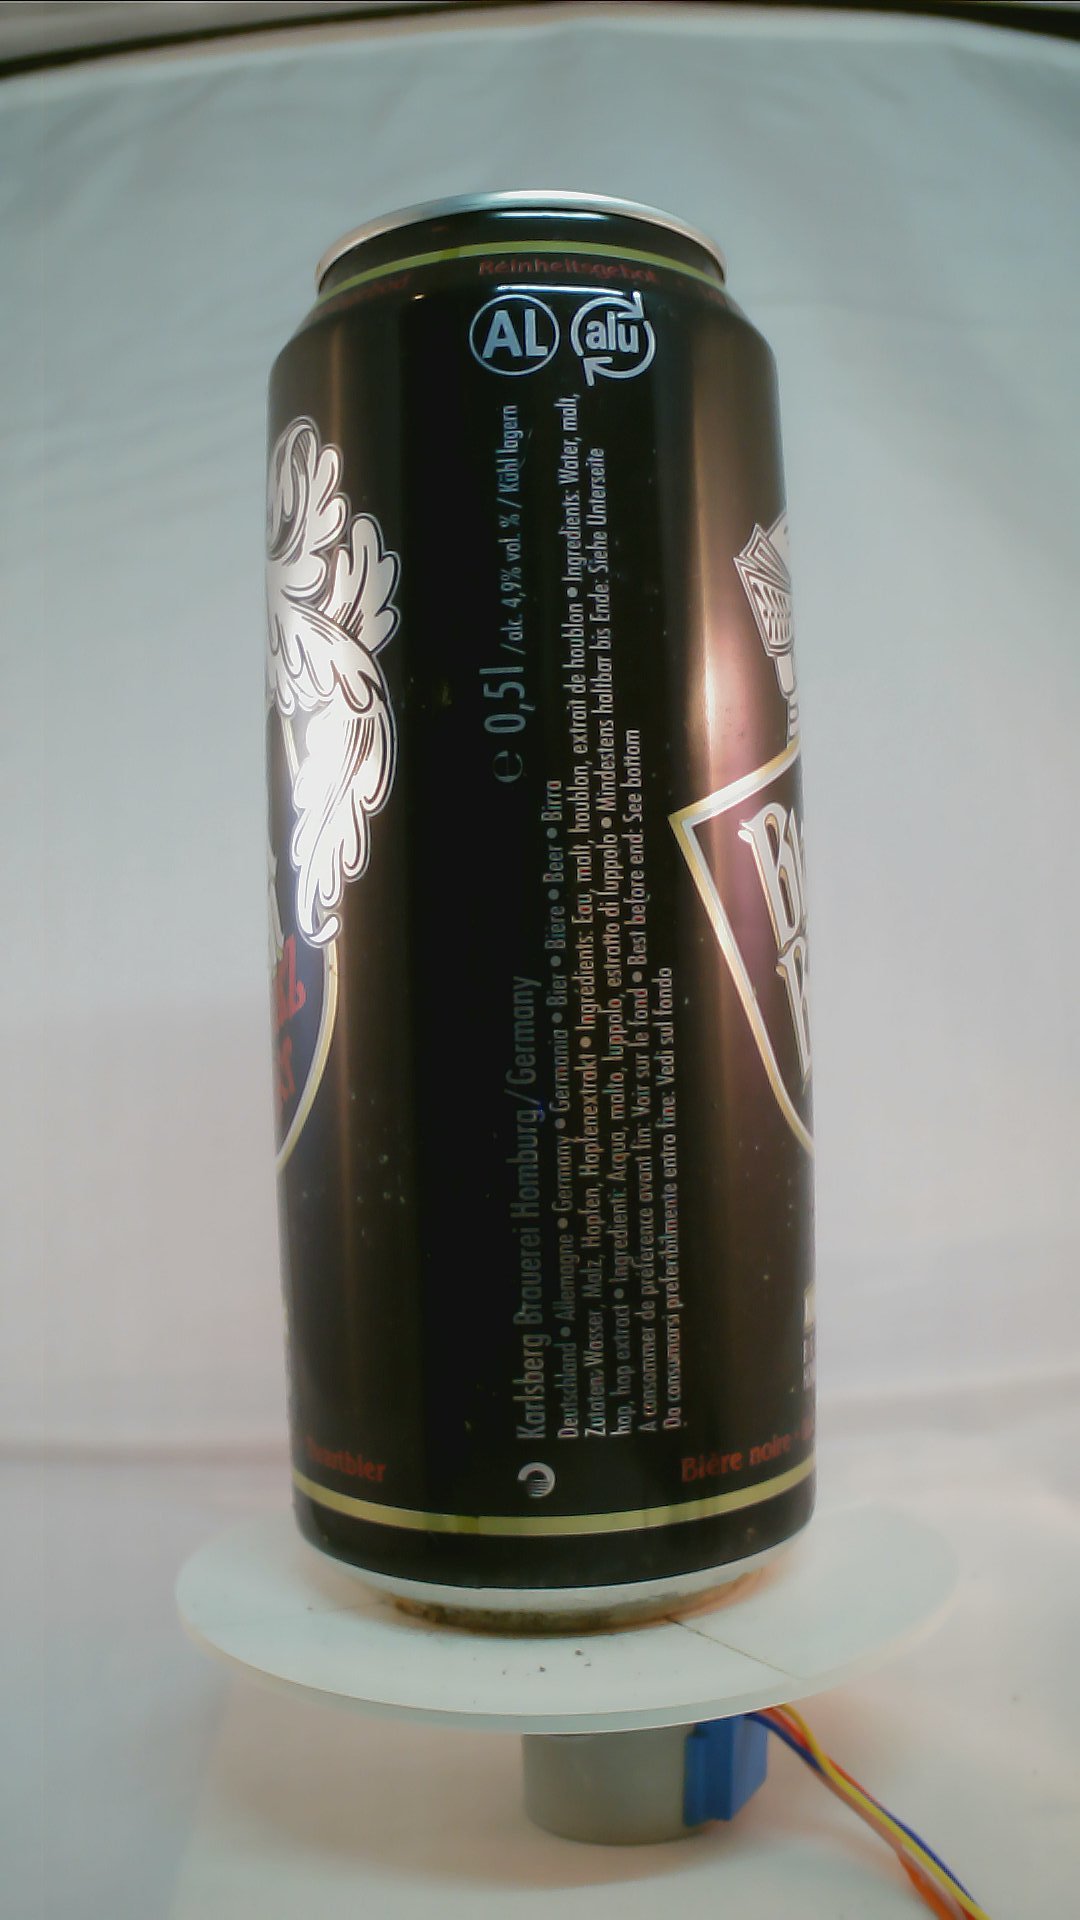 Reinheitsgebot
AL
alu
℮ 0,5l / alc. 4,9% vol. % / Kühl lagern
Karlsberg Brauerei Homburg / Germany
Deutschland • Allemagne • Germany • Germania • Bier • Bière • Beer • Birra
Zutaten: Wasser, Malz, Hopfen, Hopfenextrakt • Ingrédients: Eau, malt, houblon, extrait de houblon • Ingredients: Water, malt,
hop, hop extract • Ingredienti: Acqua, malto, luppolo, estratto di luppolo • Mindestens haltbar bis Ende: Siehe Unterseite
A consommer de préférence avant fin: Voir sur le fond • Best before end: See bottom
Da consumarsi preferibilmente entro fine: Vedi sul fondo
Bière noire